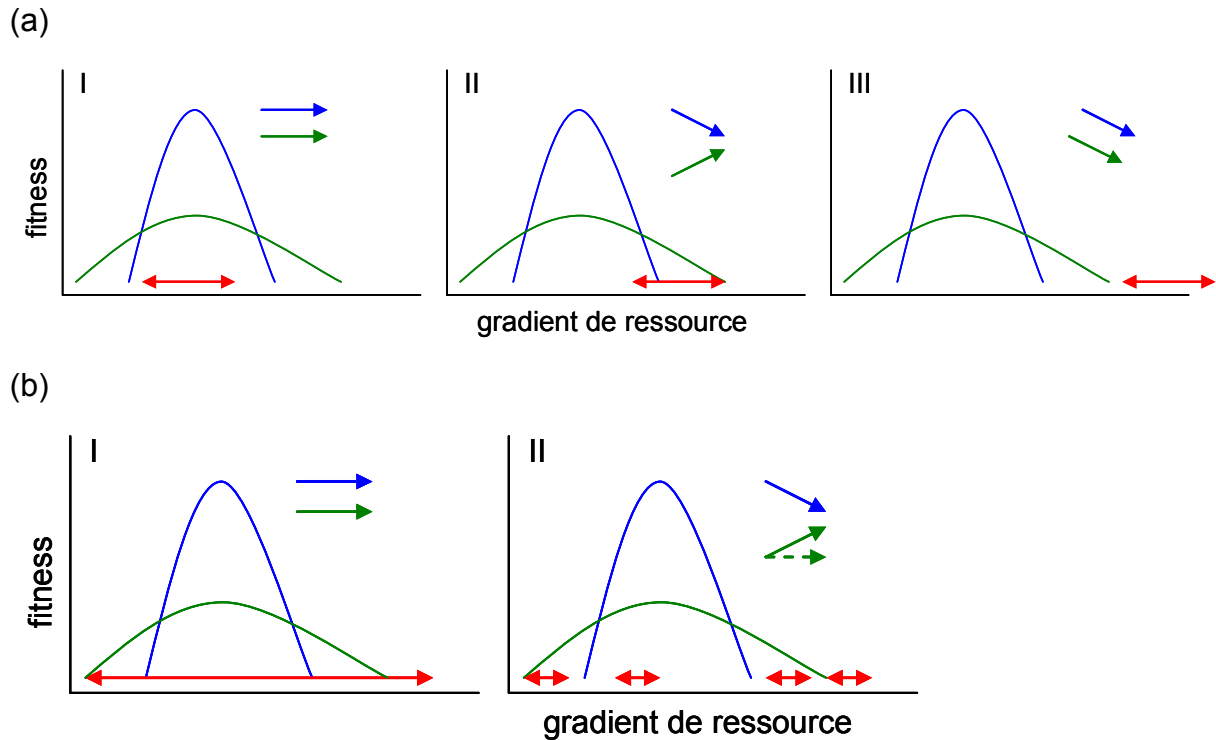 (a)
I
II
III
fitness
gradient de ressource
(b)
I
II
fitness
gradient de ressource